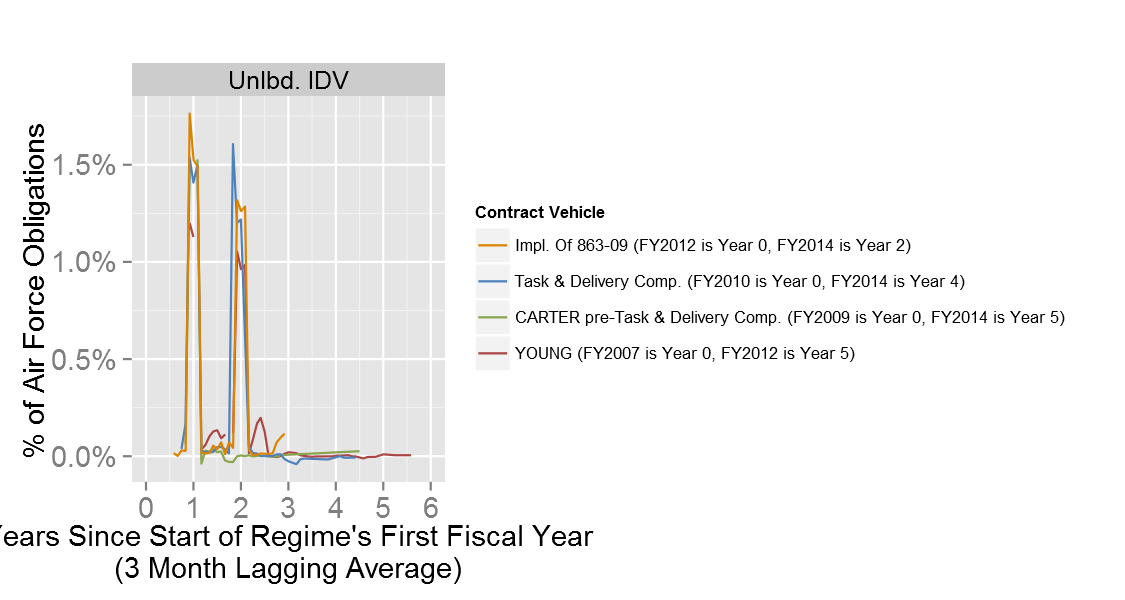 Unlbd. IDV
% of Air Force Obligations
1.5%
1.0%
0.5%
0.0%
0 1 2 3 4 5 6
Years Since Start of Regime's First Fiscal Year
(3 Month Lagging Average)
Contract Vehicle
Impl. Of 863-09 (FY2012 is Year 0, FY2014 is Year 2)
Task & Delivery Comp. (FY2010 is Year 0, FY2014 is Year 4)
CARTER pre-Task & Delivery Comp. (FY2009 is Year 0, FY2014 is Year 5)
YOUNG (FY2007 is Year 0, FY2012 is Year 5)